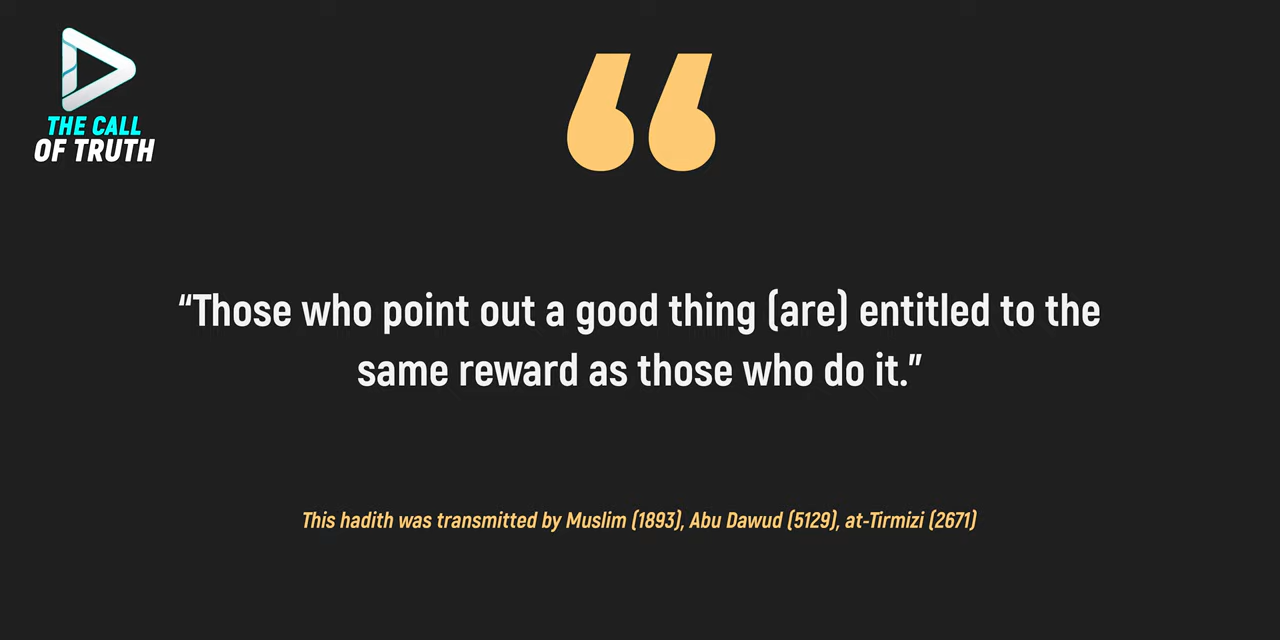 THE CALL
OF TRUTH
“Those who point out a good thing (are) entitled to the
same reward as those who do it.”
This hadith was transmitted by Muslim (1893), Abu Dawud (5129), at-Tirmizi (2671)